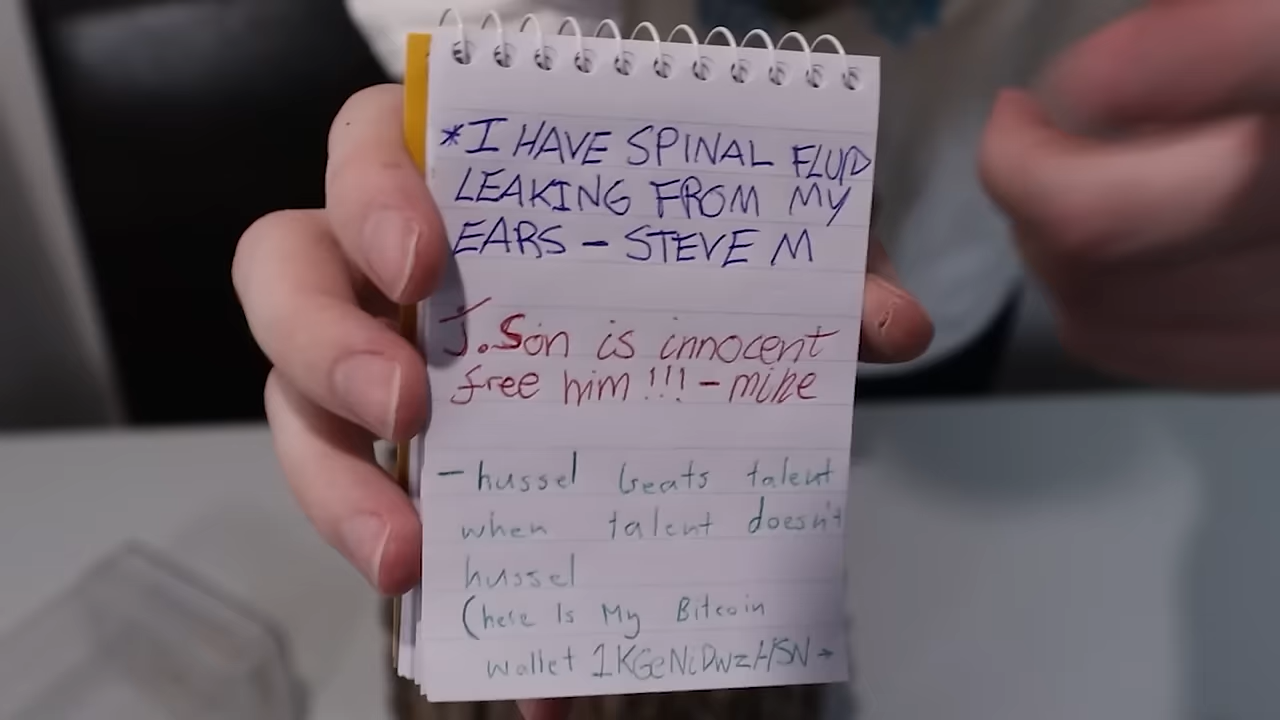 *I HAVE SPINAL FLUID
LEAKING FROM MY
EARS - STEVE M
J.Son is innocent
free him !!! - mike
- hussel beats talent
when talent doesn't
hussel
(here Is My Bitcoin
wallet 1KGeNiDwzHSN→